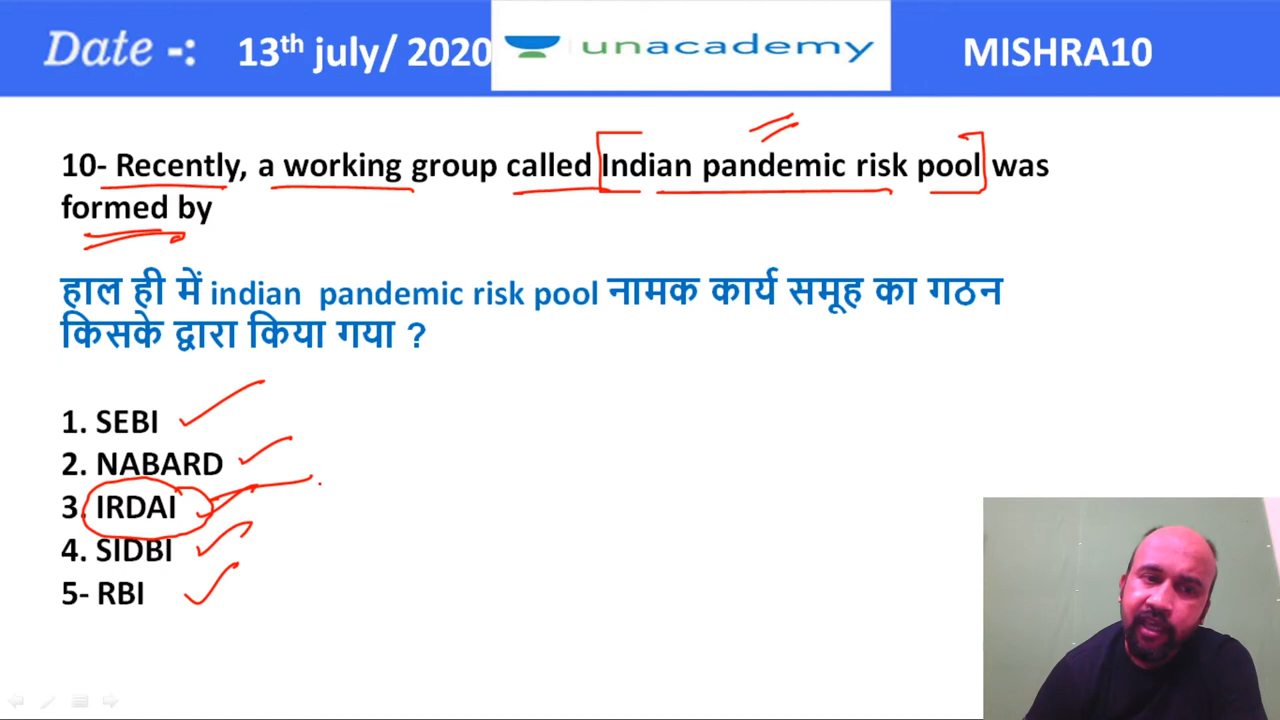 Date -: 13th july/ 2020 unacademy MISHRA10
10- Recently, a working group called Indian pandemic risk pool was
formed by
हाल ही में indian pandemic risk pool नामक कार्य समूह का गठन
किसके द्वारा किया गया ?
1. SEBI
2. NABARD
3. IRDAI
4. SIDBI
5- RBI